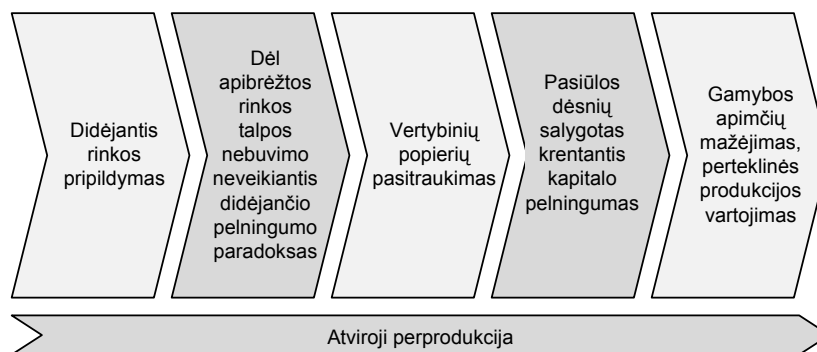 Didėjantis
rinkos
pripildymas
Dėl
apibrėžtos
rinkos
talpos
nebuvimo
neveikiantis
didėjančio
pelningumo
paradoksas
Vertybinių
popierių
pasitraukimas
Pasiūlos
dėsnių
salygotas
krentantis
kapitalo
pelningumas
Gamybos
apimčių
mažėjimas,
perteklinės
produkcijos
vartojimas
Atviroji perprodukcija